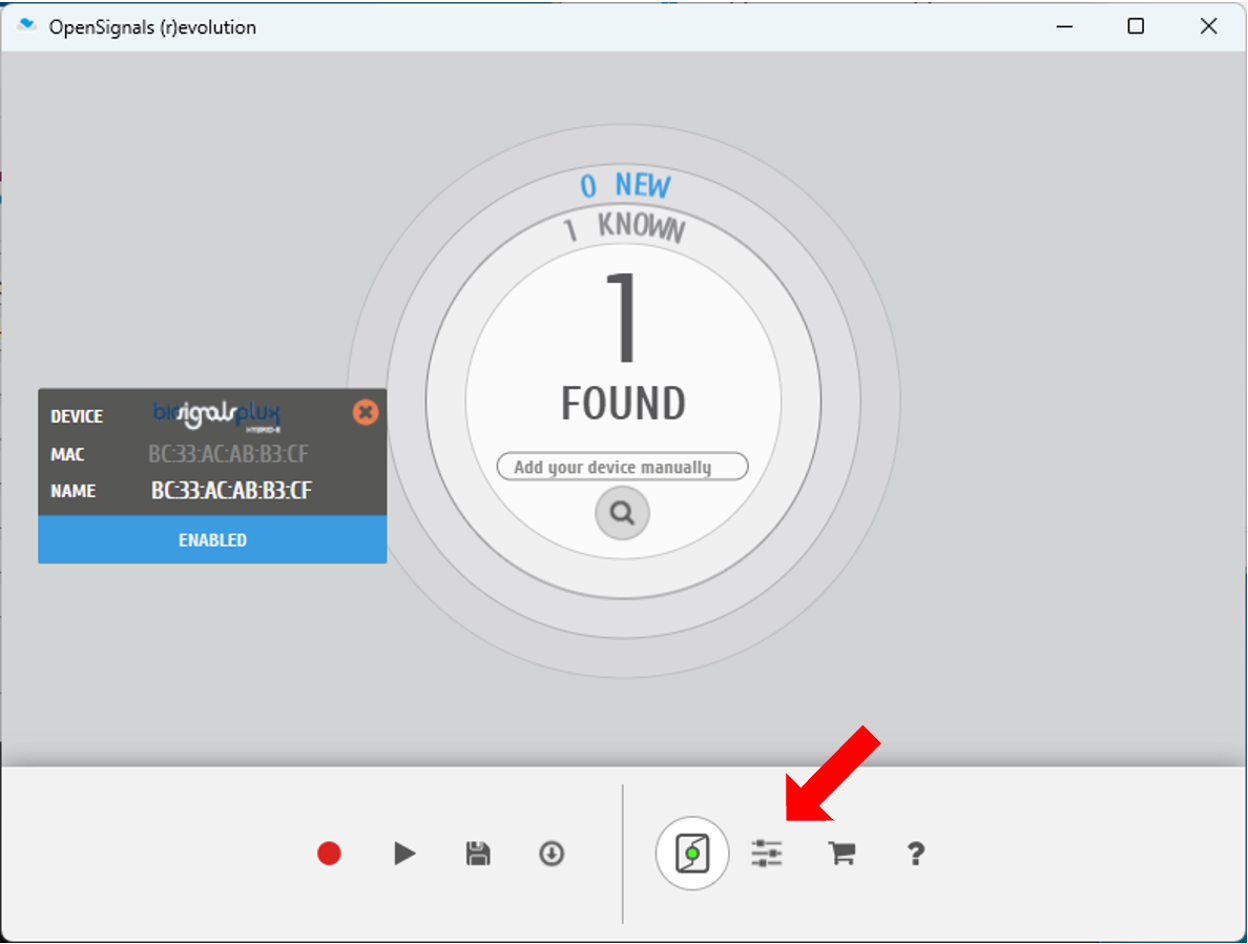 OpenSignals (r)evolution
0 NEW
1 KNOWN
1
FOUND
Add your device manually
DEVICE biosignalsplux
HYBRID-8
MAC BC:33:AC:AB:B3:CF
NAME BC:33:AC:AB:B3:CF
ENABLED
?